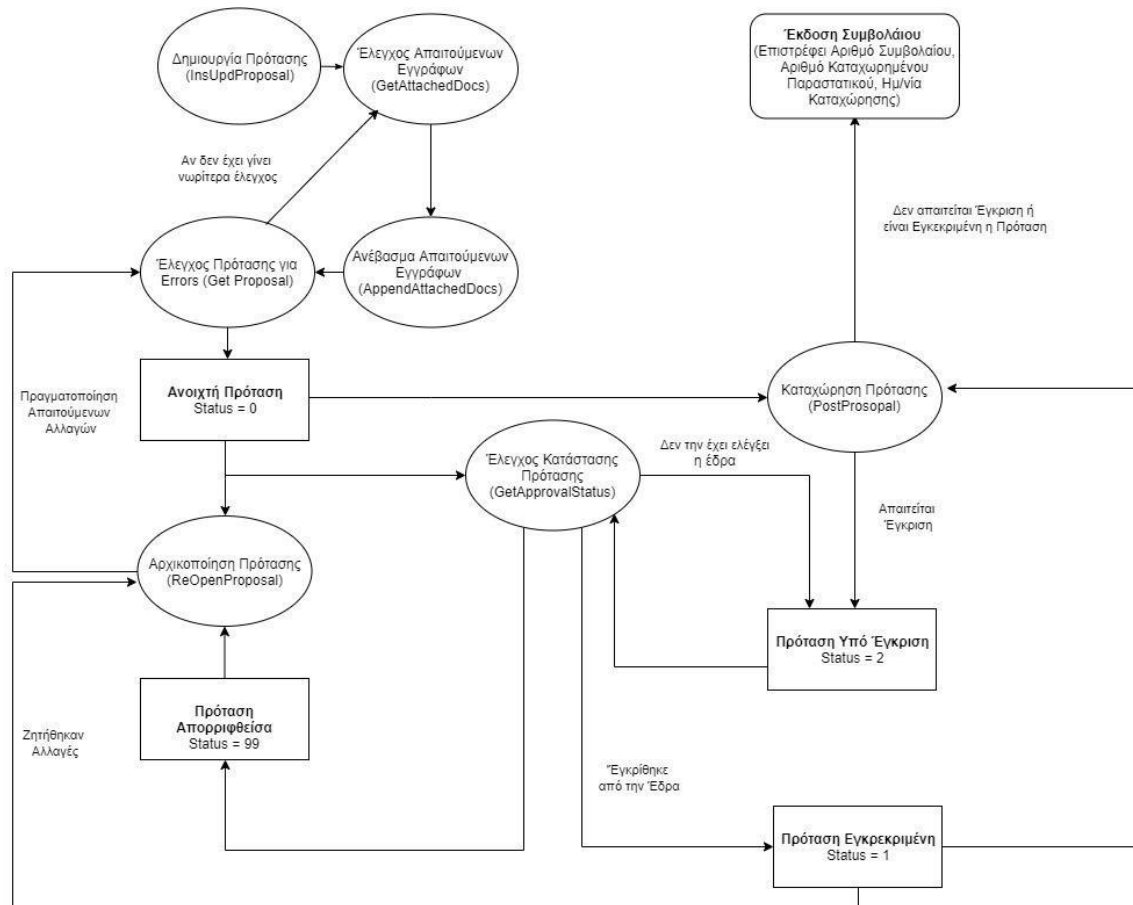 Δημιουργία Πρότασης
(InsUpdProposal)
Έλεγχος Απαιτούμενων
Εγγράφων
(GetAttachedDocs)
Έκδοση Συμβολάιου
(Επιστρέφει Αριθμό Συμβολαίου,
Αριθμό Καταχωρημένου
Παραστατικού, Ημ/νία
Καταχώρησης)
Αν δεν έχει γίνει
νωρίτερα έλεγχος
Δεν απαιτείται Έγκριση ή
είναι Εγκεκριμένη η Πρόταση
Έλεγχος Πρότασης για
Errors (Get Proposal)
Ανέβασμα Απαιτούμενων
Εγγράφων
(AppendAttachedDocs)
Πραγματοποίηση
Απαιτούμενων
Αλλαγών
Ανοιχτή Πρόταση
Status = 0
Καταχώρηση Πρότασης
(PostProsopal)
Έλεγχος Κατάστασης
Πρότασης
(GetApprovalStatus)
Δεν την έχει ελέγξει
η έδρα
Απαιτείται
Έγκριση
Αρχικοποίηση Πρότασης
(ReOpenProposal)
Πρόταση Υπό Έγκριση
Status = 2
Πρόταση
Απορριφθείσα
Status = 99
Ζητήθηκαν
Αλλαγές
Έγκρίθηκε
από την Έδρα
Πρόταση Εγκρεκριμένη
Status = 1